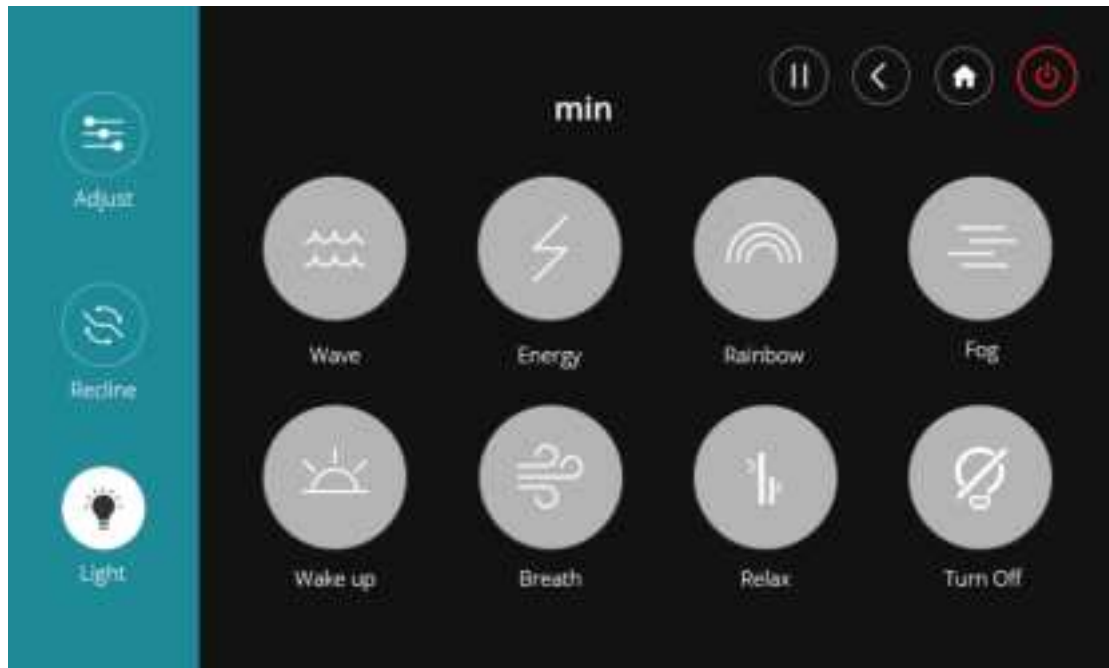 min
Adjust
Recline
Light
Wave
Energy
Rainbow
Fog
Wake up
Breath
Relax
Turn Off